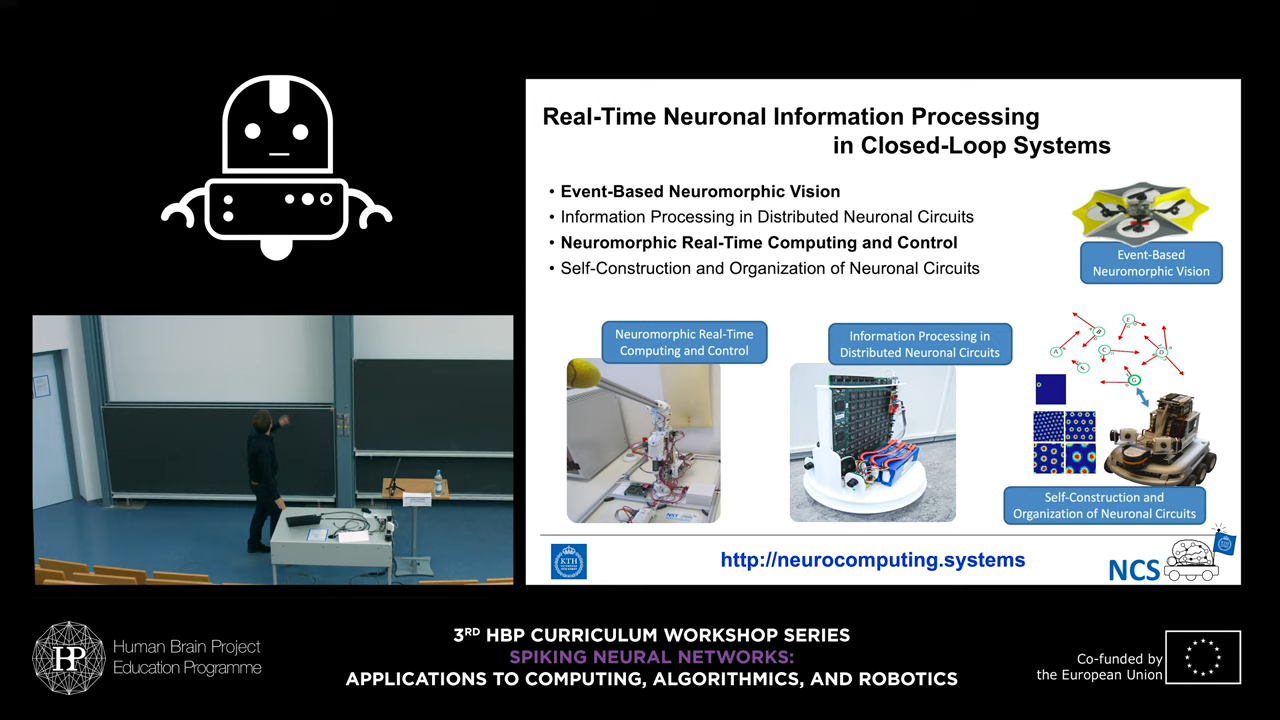 Real-Time Neuronal Information Processing
in Closed-Loop Systems
• Event-Based Neuromorphic Vision
• Information Processing in Distributed Neuronal Circuits
• Neuromorphic Real-Time Computing and Control
• Self-Construction and Organization of Neuronal Circuits
Event-Based
Neuromorphic Vision
Neuromorphic Real-Time
Computing and Control
Information Processing in
Distributed Neuronal Circuits
E
B
A
C
D
F
G
Self-Construction and
Organization of Neuronal Circuits
KTH
http://neurocomputing.systems
NCS
KTH
HBP
Human Brain Project
Education Programme
3RD HBP CURRICULUM WORKSHOP SERIES
SPIKING NEURAL NETWORKS:
APPLICATIONS TO COMPUTING, ALGORITHMICS, AND ROBOTICS
Co-funded by
the European Union